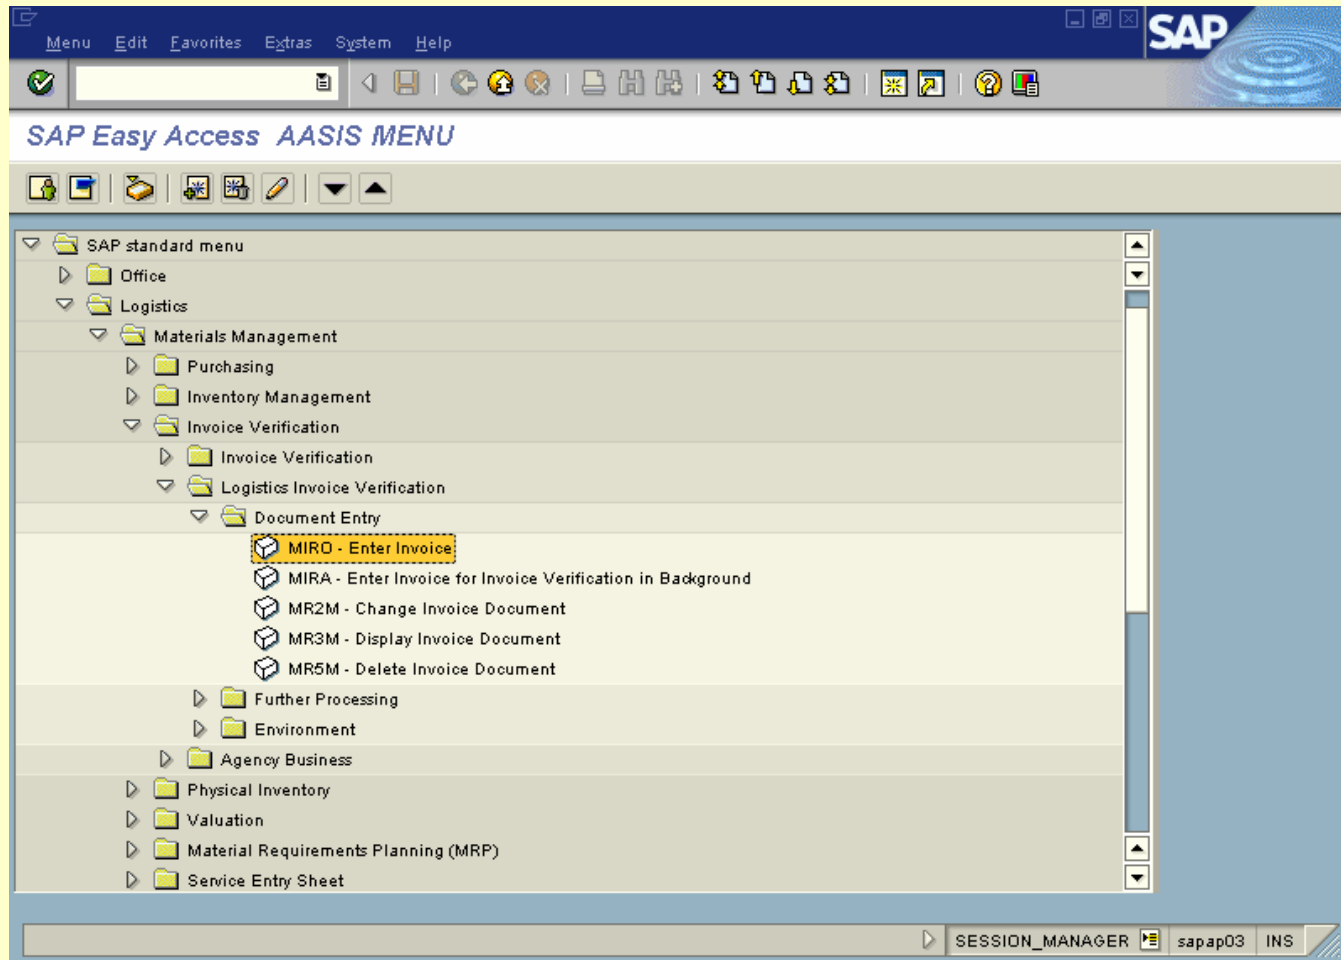 SAP
Menu Edit Favorites Extras System Help
SAP Easy Access AASIS MENU
SAP standard menu
Office
Logistics
Materials Management
Purchasing
Inventory Management
Invoice Verification
Invoice Verification
Logistics Invoice Verification
Document Entry
MIRO - Enter Invoice
MIRA - Enter Invoice for Invoice Verification in Background
MR2M - Change Invoice Document
MR3M - Display Invoice Document
MR5M - Delete Invoice Document
Further Processing
Environment
Agency Business
Physical Inventory
Valuation
Material Requirements Planning (MRP)
Service Entry Sheet
SESSION_MANAGER sapap03 INS